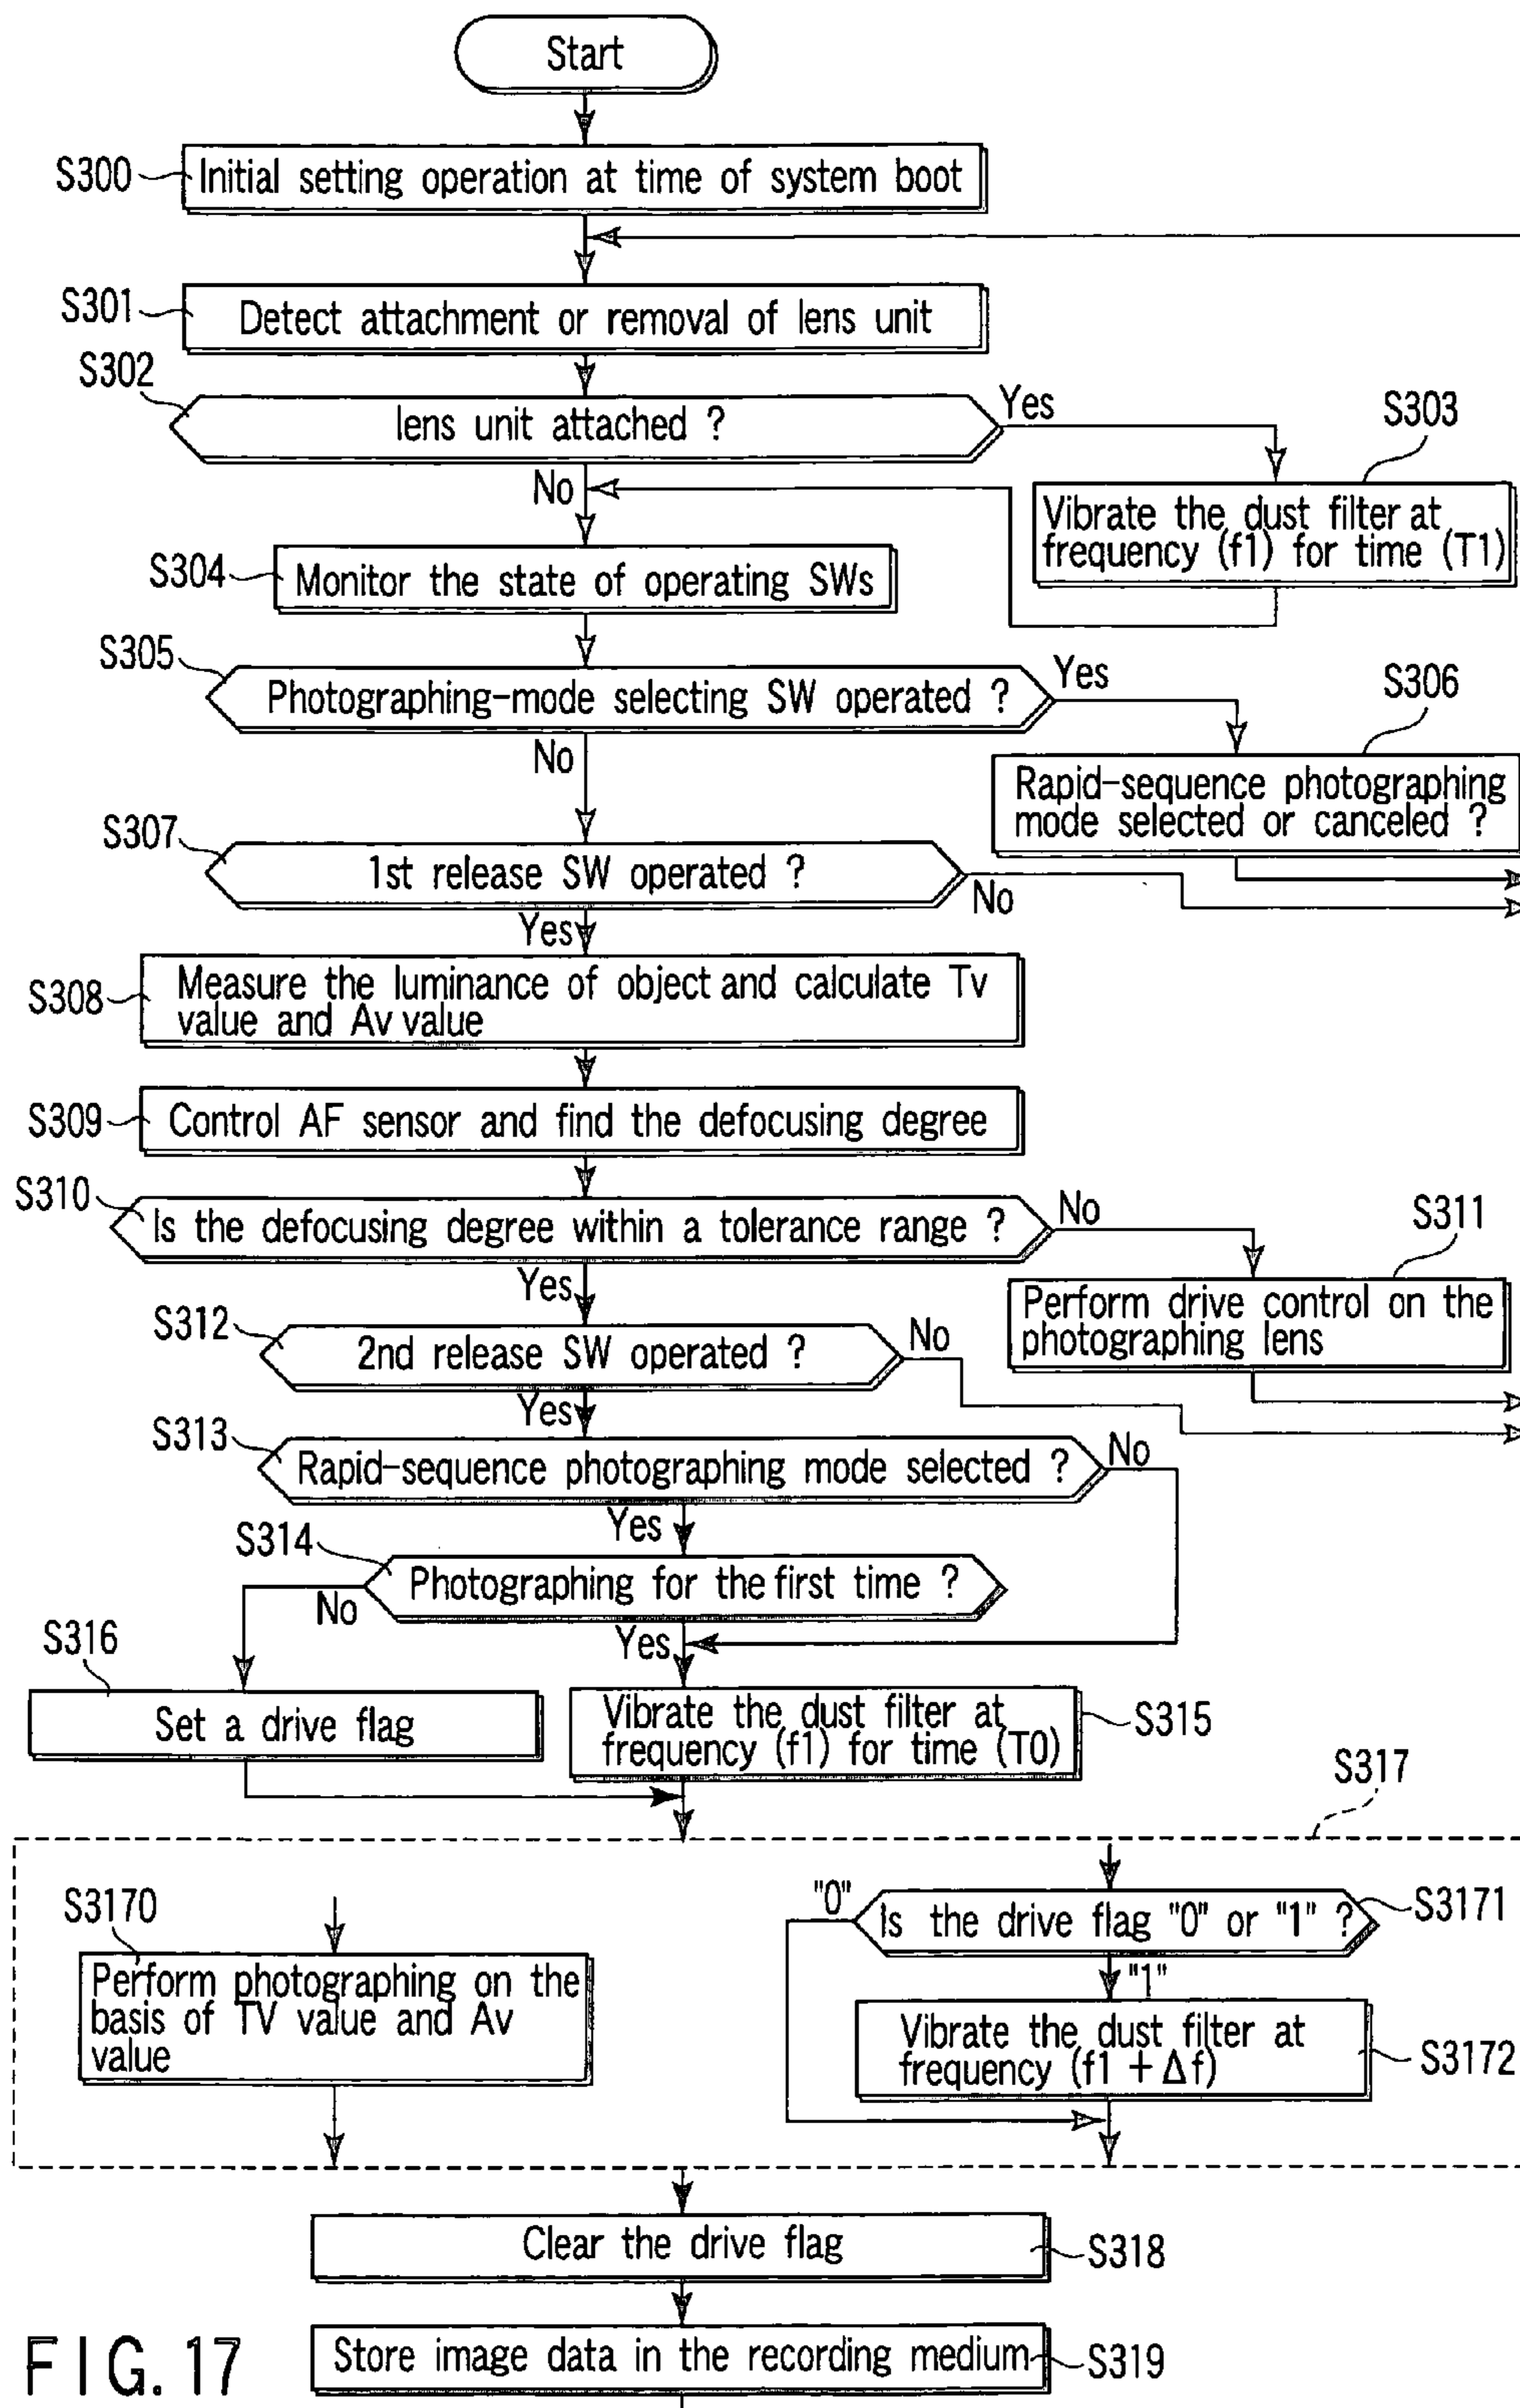 Start
S300
Initial setting operation at time of system boot
S301
Detect attachment or removal of lens unit
S302
lens unit attached ?
Yes
No
S303
Vibrate the dust filter at
frequency (f1) for time (T1)
S304
Monitor the state of operating SWs
S305
Photographing-mode selecting SW operated ?
Yes
No
S306
Rapid-sequence photographing
mode selected or canceled ?
S307
1st release SW operated ?
No
Yes
S308
Measure the luminance of object and calculate Tv
value and Av value
S309
Control AF sensor and find the defocusing degree
S310
Is the defocusing degree within a tolerance range ?
No
Yes
S311
Perform drive control on the
photographing lens
S312
2nd release SW operated ?
No
Yes
S313
Rapid-sequence photographing mode selected ?
No
Yes
S314
Photographing for the first time ?
No
Yes
S316
Set a drive flag
Vibrate the dust filter at
frequency (f1) for time (T0)
S315
S317
S3170
Perform photographing on the
basis of TV value and Av
value
"0"
Is the drive flag "0" or "1" ?
S3171
"1"
Vibrate the dust filter at
frequency (f1 + Δf)
S3172
Clear the drive flag
S318
Store image data in the recording medium
S319
FIG. 17